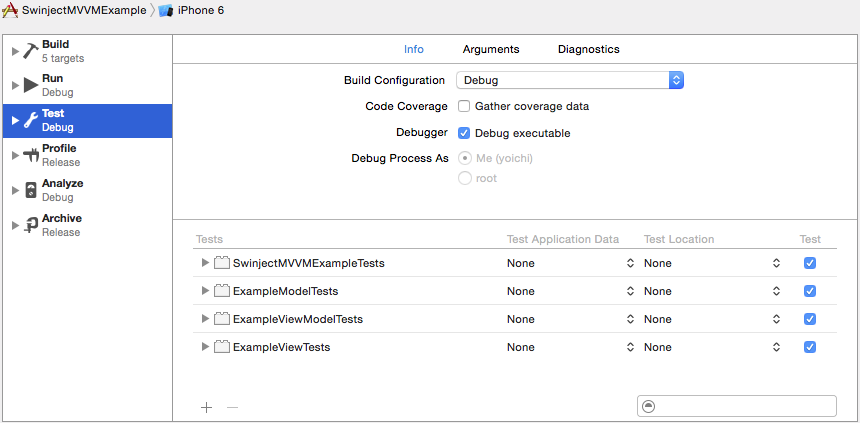 SwinjectMVVMExample iPhone 6
Build
5 targets
Run
Debug
Test
Debug
Profile
Release
Analyze
Debug
Archive
Release
Info Arguments Diagnostics
Build Configuration Debug
Code Coverage Gather coverage data
Debugger Debug executable
Debug Process As Me (yoichi)
root
Tests Test Application Data Test Location Test
SwinjectMVVMExampleTests None None
ExampleModelTests None None
ExampleViewModelTests None None
ExampleViewTests None None